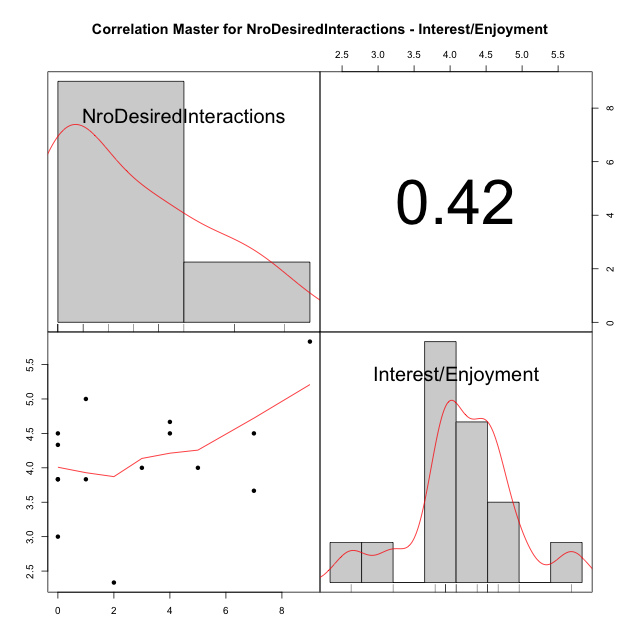 Correlation Master for NroDesiredInteractions - Interest/Enjoyment
2.5 3.0 3.5 4.0 4.5 5.0 5.5
NroDesiredInteractions
0.42
8
6
4
2
0
Interest/Enjoyment
5.5
5.0
4.5
4.0
3.5
3.0
2.5
0 2 4 6 8